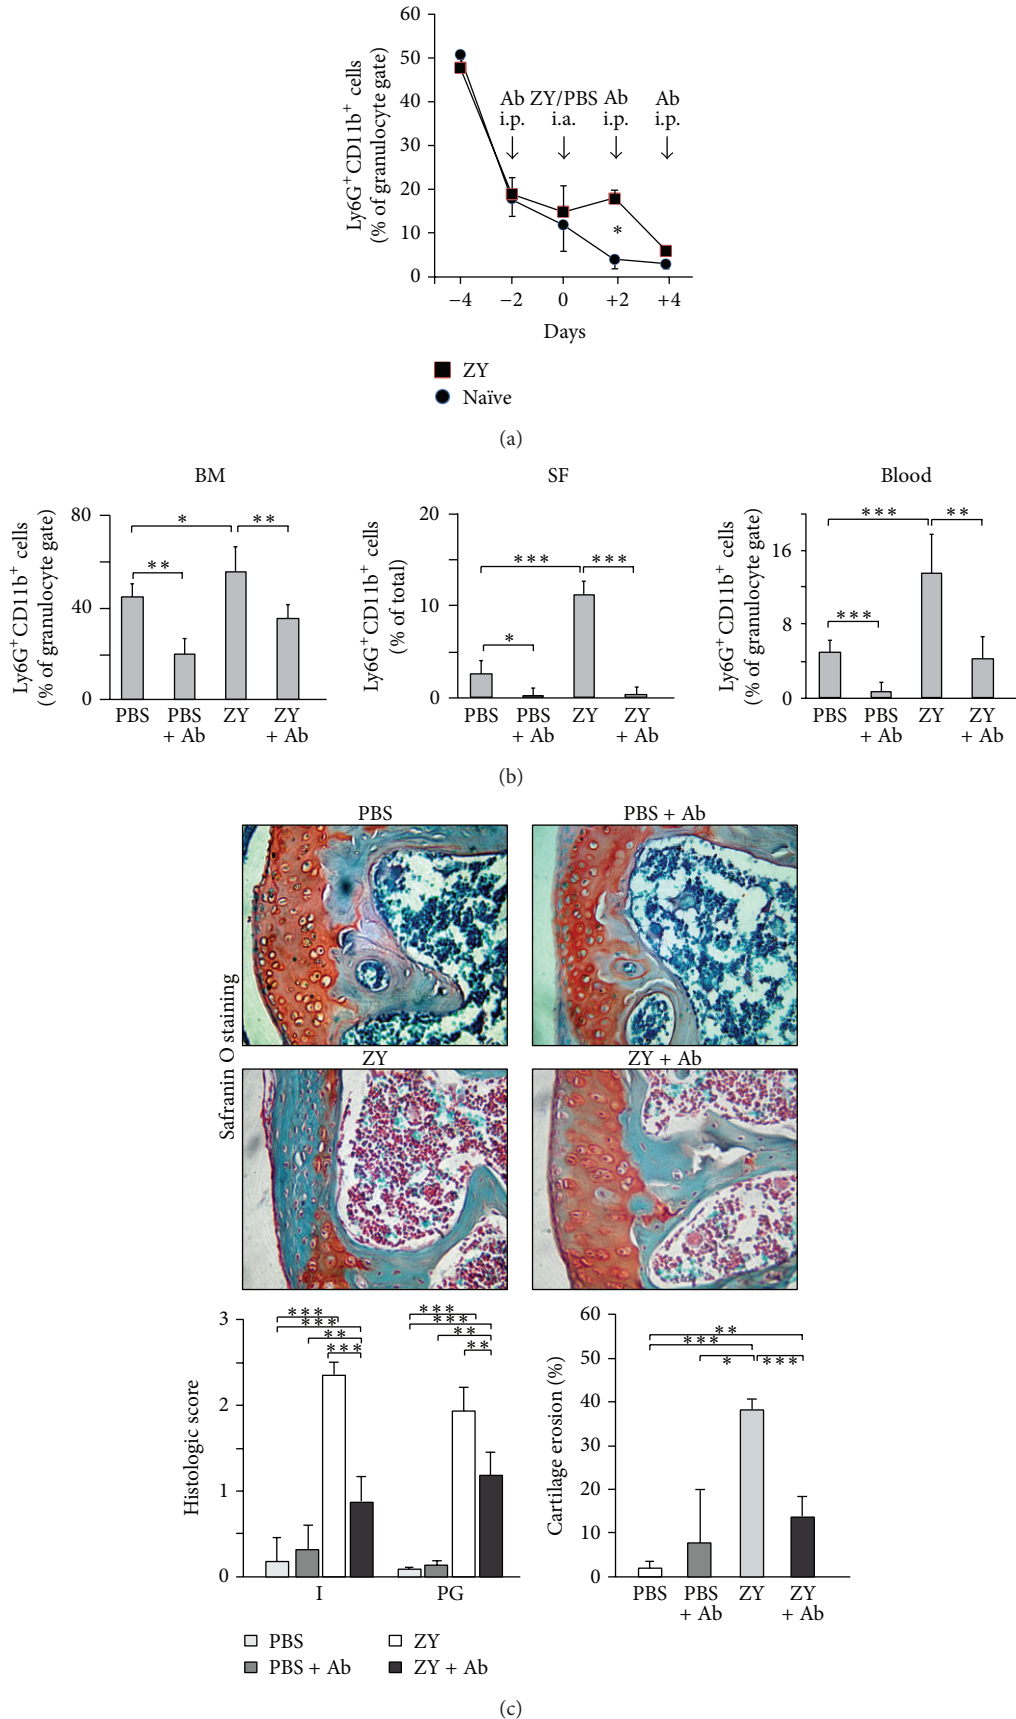 60
50
40
30
20
10
0
Ly6G+CD11b+ cells
(% of granulocyte gate)
Ab
i.p.
ZY/PBS
i.a.
Ab
i.p.
Ab
i.p.
*
−4
−2
0
+2
+4
Days
ZY
Naïve
(a)
BM
Ly6G+CD11b+ cells
(% of granulocyte gate)
80
40
0
*
**
**
PBS
PBS
+ Ab
ZY
ZY
+ Ab
SF
Ly6G+CD11b+ cells
(% of total)
20
10
0
***
***
*
PBS
PBS
+ Ab
ZY
ZY
+ Ab
Blood
Ly6G+CD11b+ cells
(% of granulocyte gate)
16
8
0
***
**
***
PBS
PBS
+ Ab
ZY
ZY
+ Ab
(b)
Safranin O staining
PBS
PBS + Ab
ZY
ZY + Ab
Histologic score
3
2
1
0
***
***
**
***
***
***
**
**
I
PG
PBS
PBS + Ab
ZY
ZY + Ab
Cartilage erosion (%)
60
50
40
30
20
10
0
**
***
*
***
PBS
PBS
+ Ab
ZY
ZY
+ Ab
(c)